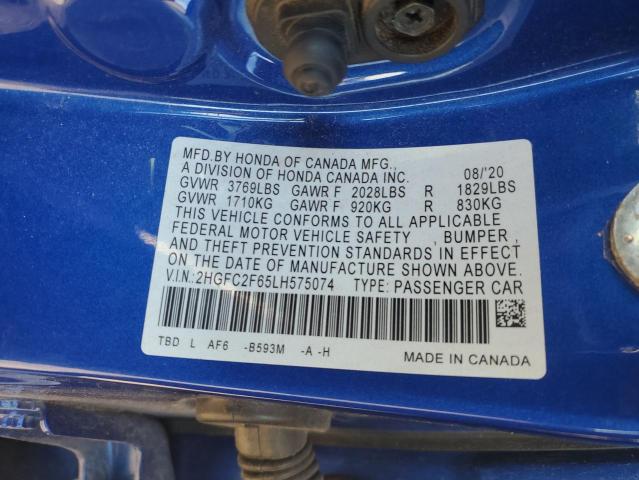 MFD.BY HONDA OF CANADA MFG.,
A DIVISION OF HONDA CANADA INC. 08/'20
GVWR 3769LBS GAWR F 2028LBS R 1829LBS
GVWR 1710KG GAWR F 920KG R 830KG
THIS VEHICLE CONFORMS TO ALL APPLICABLE
FEDERAL MOTOR VEHICLE SAFETY , BUMPER ,
AND THEFT PREVENTION STANDARDS IN EFFECT
ON THE DATE OF MANUFACTURE SHOWN ABOVE.
V.I.N.:2HGFC2F65LH575074 TYPE: PASSENGER CAR
TBD L AF6 -B593M -A -H MADE IN CANADA